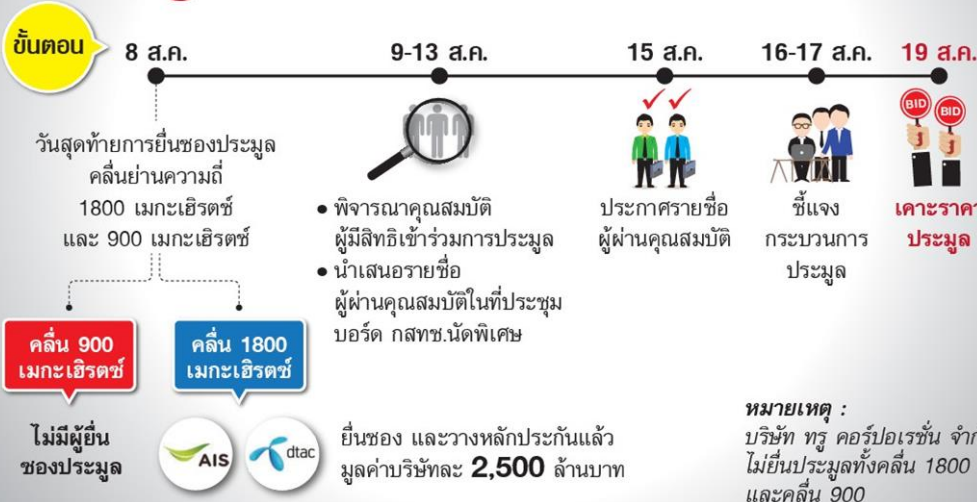 ขั้นตอน
8 ส.ค.
9-13 ส.ค.
15 ส.ค.
16-17 ส.ค.
19 ส.ค.
วันสุดท้ายการยื่นซองประมูล
คลื่นย่านความถี่
1800 เมกะเฮิรตซ์
และ 900 เมกะเฮิรตซ์
• พิจารณาคุณสมบัติ
ผู้มีสิทธิเข้าร่วมการประมูล
• นำเสนอรายชื่อ
ผู้ผ่านคุณสมบัติในที่ประชุม
บอร์ด กสทช.นัดพิเศษ
ประกาศรายชื่อ
ผู้ผ่านคุณสมบัติ
ชี้แจง
กระบวนการ
ประมูล
BID
BID
เคาะราคา
ประมูล
คลื่น 900
เมกะเฮิรตซ์
ไม่มีผู้ยื่น
ซองประมูล
คลื่น 1800
เมกะเฮิรตซ์
AIS
dtac
ยื่นซอง และวางหลักประกันแล้ว
มูลค่าบริษัทละ 2,500 ล้านบาท
หมายเหตุ :
บริษัท ทรู คอร์ปอเรชั่น
ไม่ยื่นประมูลทั้งคลื่น 1800
และคลื่น 900